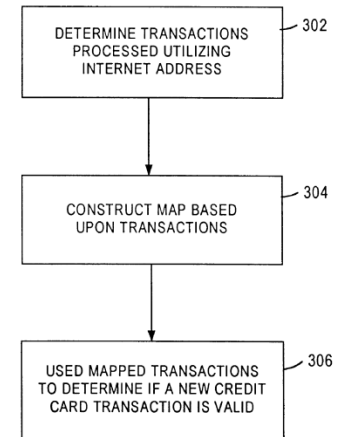 DETERMINE TRANSACTIONS
PROCESSED UTILIZING
INTERNET ADDRESS
302
CONSTRUCT MAP BASED
UPON TRANSACTIONS
304
USED MAPPED TRANSACTIONS
TO DETERMINE IF A NEW CREDIT
CARD TRANSACTION IS VALID
306